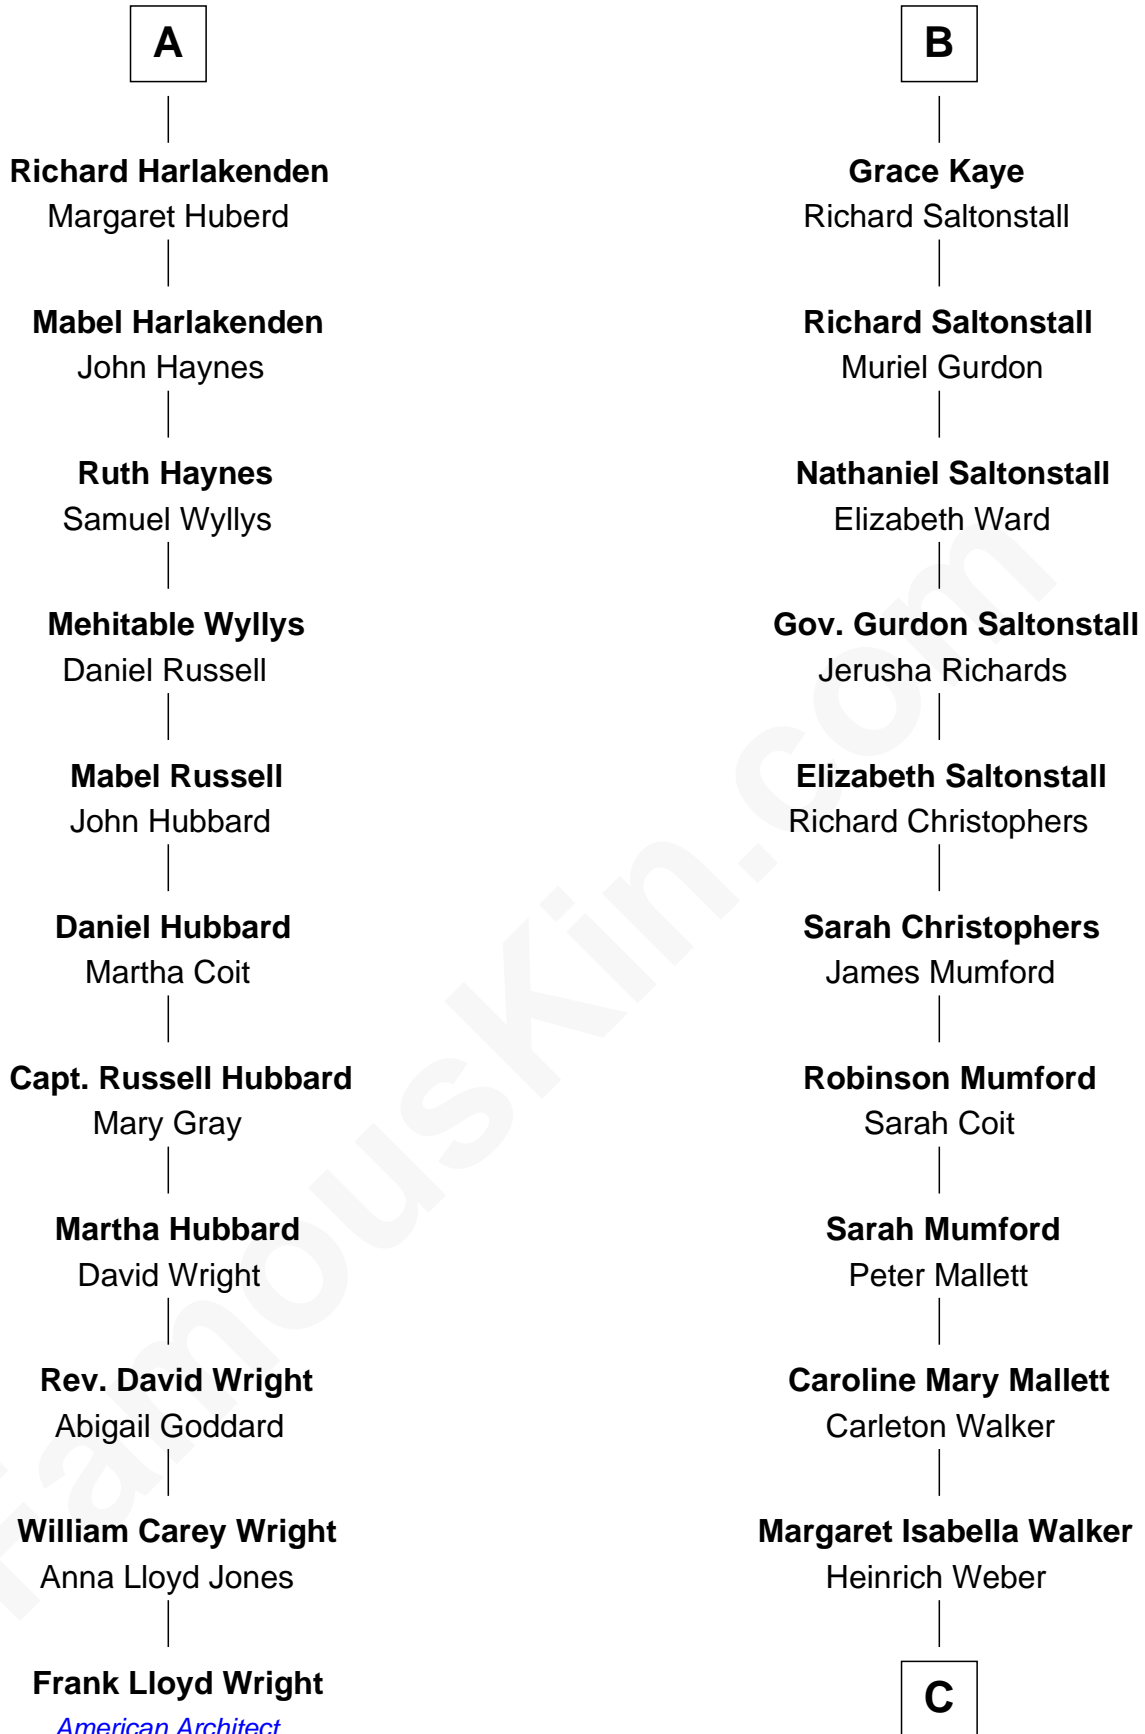 A
Richard Harlakenden
Margaret Huberd
Mabel Harlakenden
John Haynes
Ruth Haynes
Samuel Wyllys
Mehitable Wyllys
Daniel Russell
Mabel Russell
John Hubbard
Daniel Hubbard
Martha Coit
Capt. Russell Hubbard
Mary Gray
Martha Hubbard
David Wright
Rev. David Wright
Abigail Goddard
William Carey Wright
Anna Lloyd Jones
Frank Lloyd Wright
American Architect
B
Grace Kaye
Richard Saltonstall
Richard Saltonstall
Muriel Gurdon
Nathaniel Saltonstall
Elizabeth Ward
Gov. Gurdon Saltonstall
Jerusha Richards
Elizabeth Saltonstall
Richard Christophers
Sarah Christophers
James Mumford
Robinson Mumford
Sarah Coit
Sarah Mumford
Peter Mallett
Caroline Mary Mallett
Carleton Walker
Margaret Isabella Walker
Heinrich Weber
C
FamousKin.com